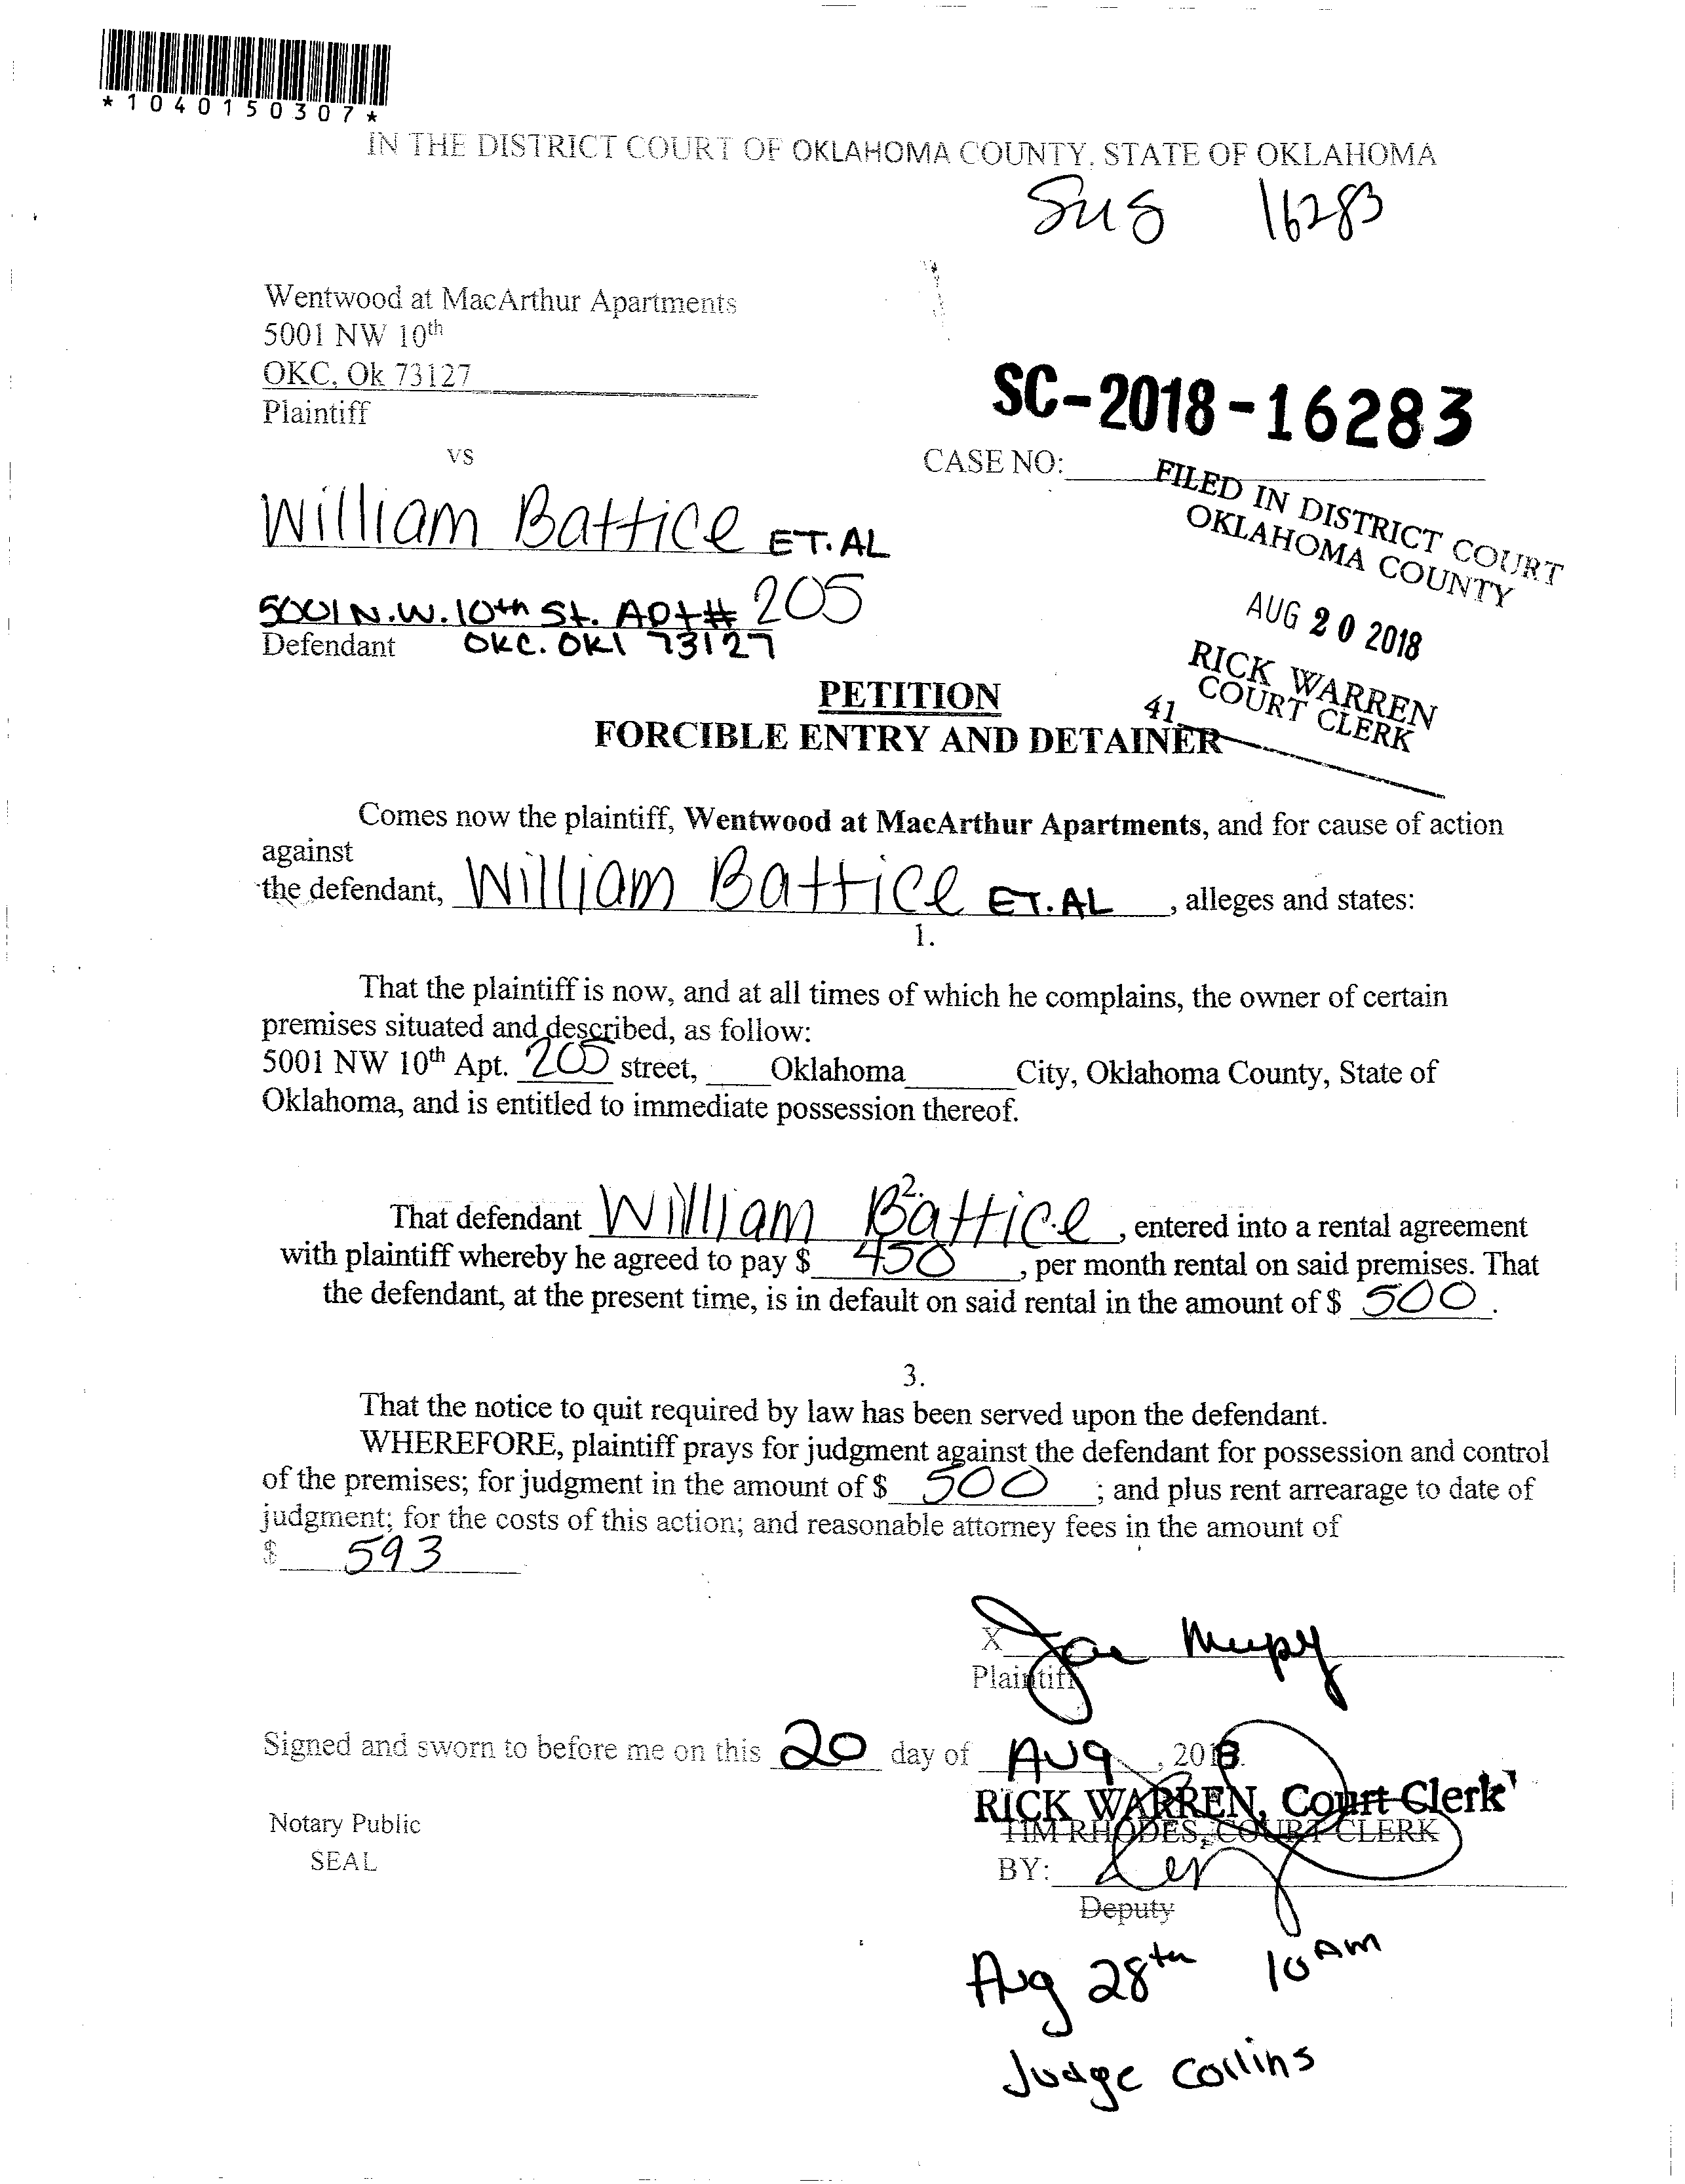 *1040150307*
IN THE DISTRICT COURT OF OKLAHOMA COUNTY, STATE OF OKLAHOMA
16283
Wentwood at MacArthur Apartments
5001 NW 10th
OKC, Ok 73127
Plaintiff
SC-2018-16283
vs
CASE NO:
FILED IN DISTRICT COURT
OKLAHOMA COUNTY
William Battice ET.AL
AUG 20 2018
5001 N.W. 10th St. Apt# 205
Defendant OKC. OKl 73127
RICK WARREN
COURT CLERK
41
PETITION
FORCIBLE ENTRY AND DETAINER
Comes now the plaintiff, Wentwood at MacArthur Apartments, and for cause of action
against
the defendant, William Battice ET.AL, alleges and states:
1.
That the plaintiff is now, and at all times of which he complains, the owner of certain
premises situated and described, as follow:
5001 NW 10th Apt. 205 street, Oklahoma City, Oklahoma County, State of
Oklahoma, and is entitled to immediate possession thereof.
2.
That defendant William Battice, entered into a rental agreement
with plaintiff whereby he agreed to pay $ 450, per month rental on said premises. That
the defendant, at the present time, is in default on said rental in the amount of $ 500.
3.
That the notice to quit required by law has been served upon the defendant.
WHEREFORE, plaintiff prays for judgment against the defendant for possession and control
of the premises; for judgment in the amount of $ 500; and plus rent arrearage to date of
judgment; for the costs of this action; and reasonable attorney fees in the amount of
$ 593
X
Plaintiff
Signed and sworn to before me on this 20 day of Aug, 2018.
RICK WARREN, Court Clerk
TIM RHODES, COURT CLERK
Notary Public
SEAL
BY:
Deputy
Aug 28th 10 AM
Judge Collins